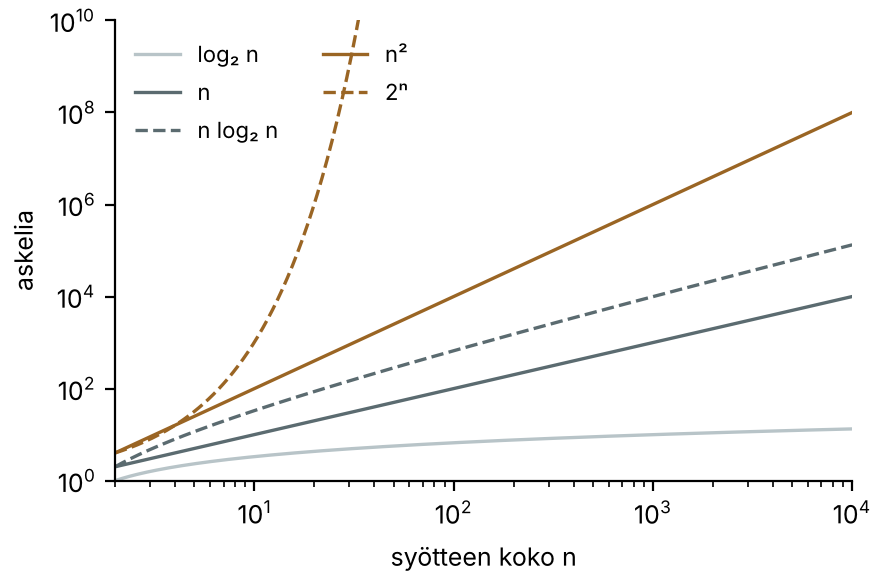 10¹⁰
10⁸
10⁶
10⁴
10²
10⁰
askelia
log₂ n
n
n log₂ n
n²
2ⁿ
10¹
10²
10³
10⁴
syötteen koko n